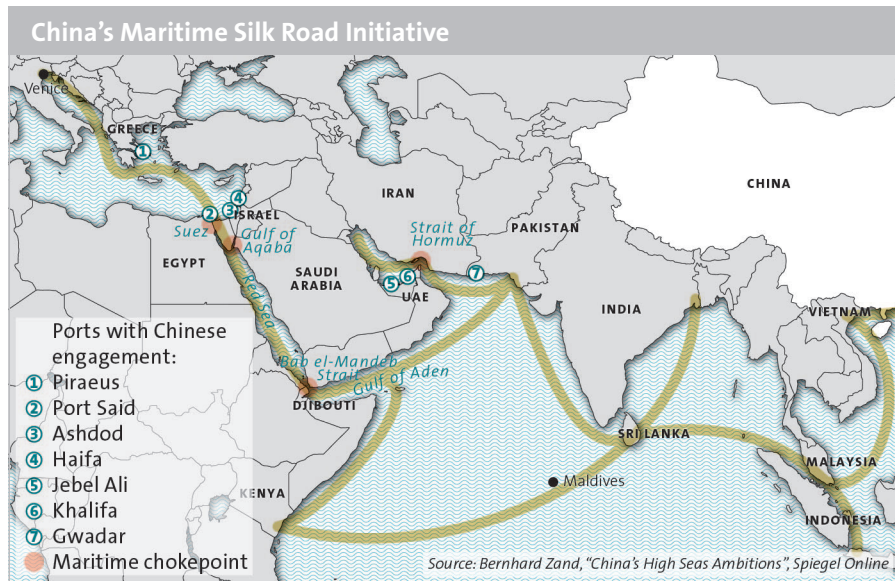 China’s Maritime Silk Road Initiative
Venice
GREECE
1
4
2
3
ISRAEL
Suez
Gulf of
Aqaba
EGYPT
IRAN
Strait of
Hormuz
PAKISTAN
CHINA
SAUDI
ARABIA
5
6
7
UAE
Red Sea
INDIA
VIETNAM
Bab el-Mandeb
Strait
Gulf of Aden
DJIBOUTI
SRI LANKA
MALAYSIA
KENYA
Maldives
INDONESIA
Ports with Chinese
engagement:
1 Piraeus
2 Port Said
3 Ashdod
4 Haifa
5 Jebel Ali
6 Khalifa
7 Gwadar
Maritime chokepoint
Source: Bernhard Zand, “China’s High Seas Ambitions”, Spiegel Online